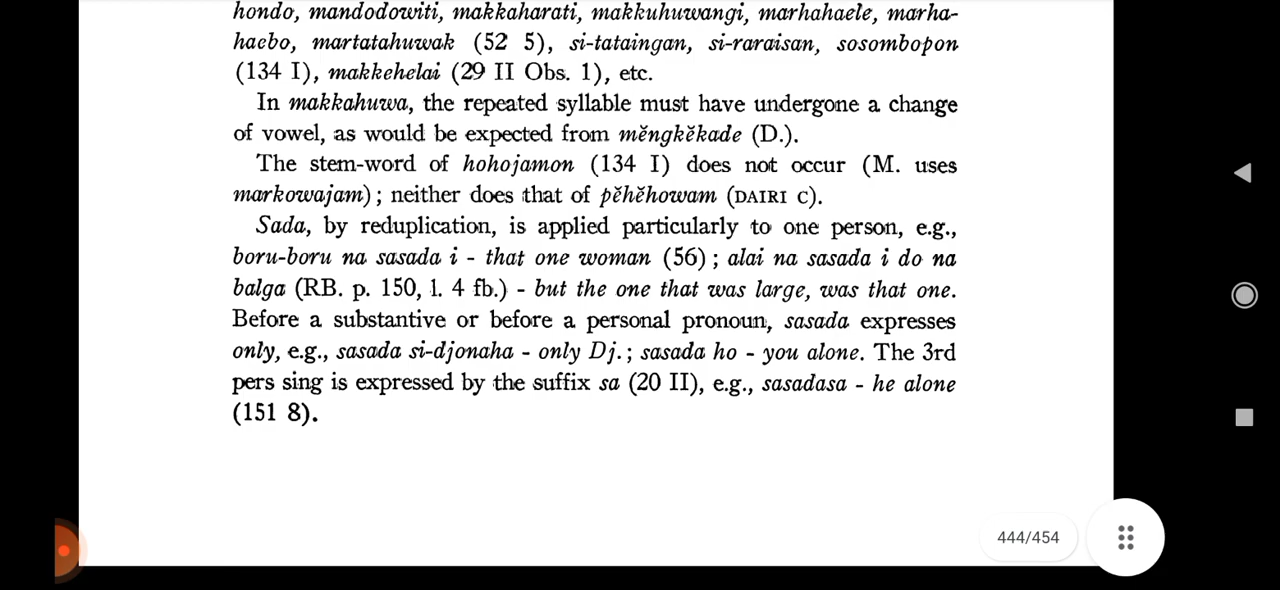 hondo, mandodowiti, makkaharati, makkuhuwangi, marhahaele, marha-
haebo, martatahuwak (52 5), si-tataingan, si-raraisan, sosombopon
(134 I), makkehelai (29 II Obs. 1), etc.
In makkahuwa, the repeated syllable must have undergone a change
of vowel, as would be expected from mĕngkĕkade (D.).
The stem-word of hohojamon (134 I) does not occur (M. uses
markowajam); neither does that of pĕhĕhowam (DAIRI C).
Sada, by reduplication, is applied particularly to one person, e.g.,
boru-boru na sasada i - that one woman (56); alai na sasada i do na
balga (RB. p. 150, l. 4 fb.) - but the one that was large, was that one.
Before a substantive or before a personal pronoun, sasada expresses
only, e.g., sasada si-djonaha - only Dj.; sasada ho - you alone. The 3rd
pers sing is expressed by the suffix sa (20 II), e.g., sasadasa - he alone
(151 8).
444/454